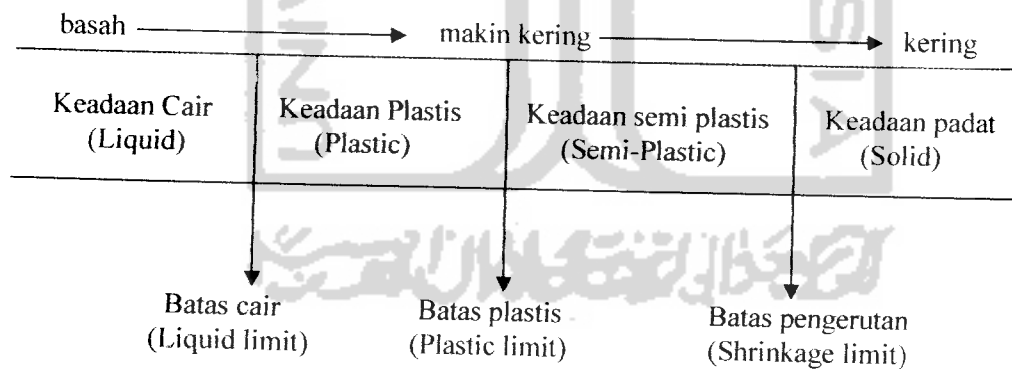 basah makin kering kering
Keadaan Cair
(Liquid)
Keadaan Plastis
(Plastic)
Keadaan semi plastis
(Semi-Plastic)
Keadaan padat
(Solid)
Batas cair
(Liquid limit)
Batas plastis
(Plastic limit)
Batas pengerutan
(Shrinkage limit)